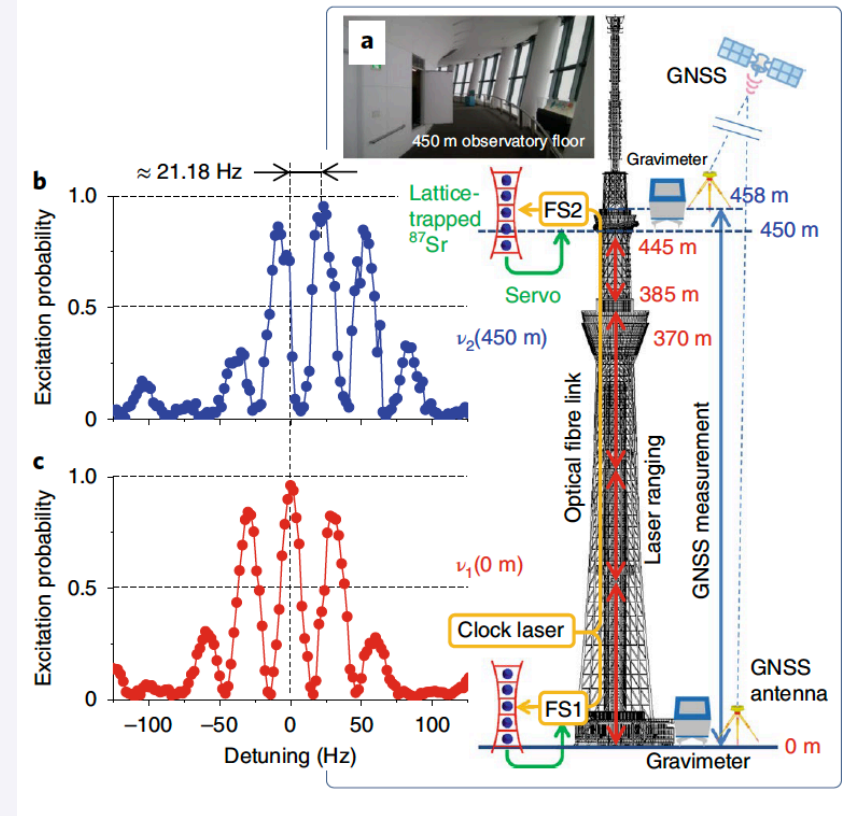 a
450 m observatory floor
GNSS
Gravimeter
458 m
450 m
b
≈ 21.18 Hz
Lattice-
trapped
⁸⁷Sr
FS2
Servo
445 m
385 m
370 m
1.0
0.5
0
Excitation probability
ν₂(450 m)
Optical fibre link
Laser ranging
GNSS measurement
c
1.0
0.5
0
Excitation probability
ν₁(0 m)
Clock laser
FS1
GNSS
antenna
0 m
Gravimeter
−100
−50
0
50
100
Detuning (Hz)